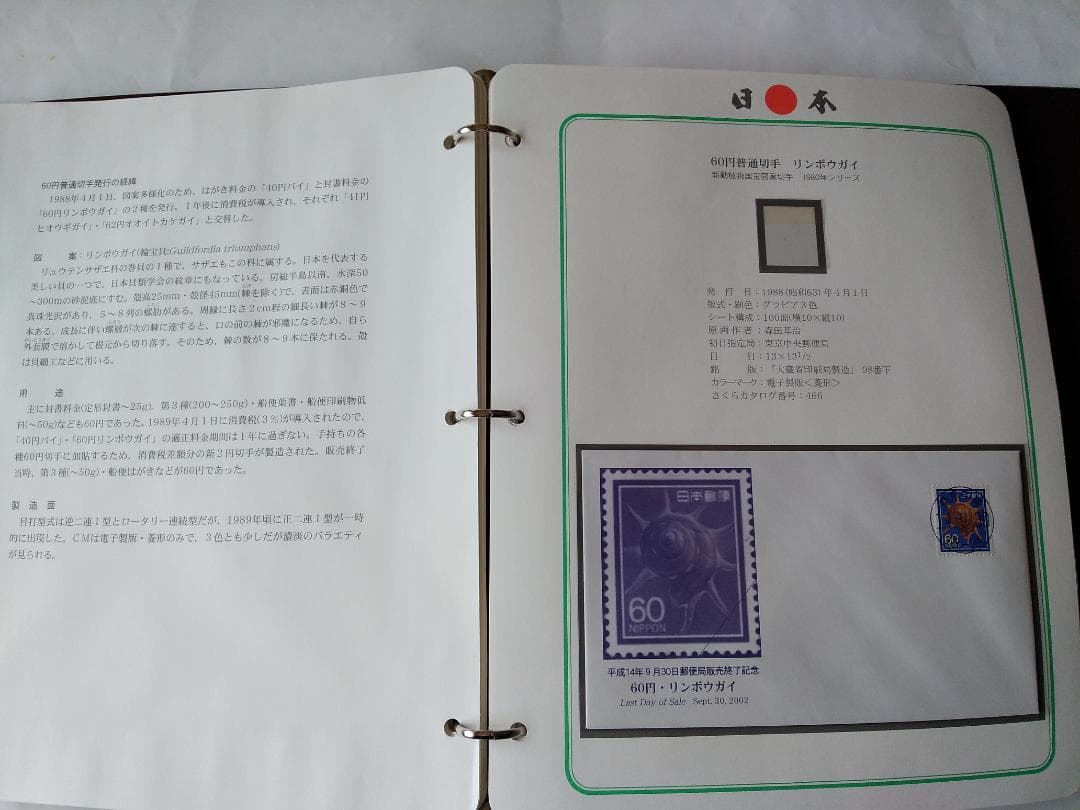 60円普通切手発行の経緯
1988年4月1日、図案多様化のため、はがき料金の「40円バイ」と封書料金の
「60円リンボウガイ」の2種を発行、1年後に消費税が導入され、それぞれ「41円
ヒオウギガイ」・「62円オオイトカケガイ」と交替した。
図　案：リンボウガイ(輪宝貝:Guildfordia triumphans)
リュウテンサザエ科の巻貝の1種で、サザエもこの科に属する。日本を代表する
美しい貝の一つで、日本貝類学会の紋章にもなっている。房総半島以南、水深50
～300mの砂泥底にすむ。殻高25mm・殻径45mm(棘を除く)で、表面は赤銅色で
真珠光沢があり、5～8列の螺肋がある。周縁に長さ2cm程の細長い棘が8～9
本ある。成長に伴い螺層が次の棘に達すると、口の前の棘が邪魔になるため、自ら
外套膜で溶かして根元から切り落す。そのため、棘の数が8～9本に保たれる。殻
は貝細工などに用いる。
用　途
主に封書料金(定形封書～25g)。第3種(200～250g)・船便葉書・船便印刷物低
料(～50g)なども60円であった。1989年4月1日に消費税(3%)が導入されたので、
「40円バイ」・「60円リンボウガイ」の適正料金期間は1年に過ぎない。手持ちの各
種60円切手に加貼するため、消費税差額分の新2円切手が製造された。販売終了
当時、第3種(～50g)・船便はがきなどが60円であった。
製 造 面
目打型式は逆二連Ⅰ型とロータリー連続型だが、1989年頃に正二連Ⅰ型が一時
的に出現した。CMは電子製版・菱形のみで、3色とも少しだが濃淡のバラエティ
が見られる。
日本
60円普通切手　リンボウガイ
新動植物国宝図案切手　1980年シリーズ
発 行 日：1988(昭和63)年4月1日
版式・刷色：グラビア3色
シート構成：100面(横10×縦10)
原 画 作 者：森田基治
初日指定局：東京中央郵便局
目　　打：13×13½
銘　　版：「大蔵省印刷局製造」98番下
カラーマーク：電子製版＜菱形＞
さくらカタログ番号：466
日本郵便
60
NIPPON
60
平成14年9月30日郵便局販売終了記念
60円・リンボウガイ
Last Day of Sale Sept. 30, 2002